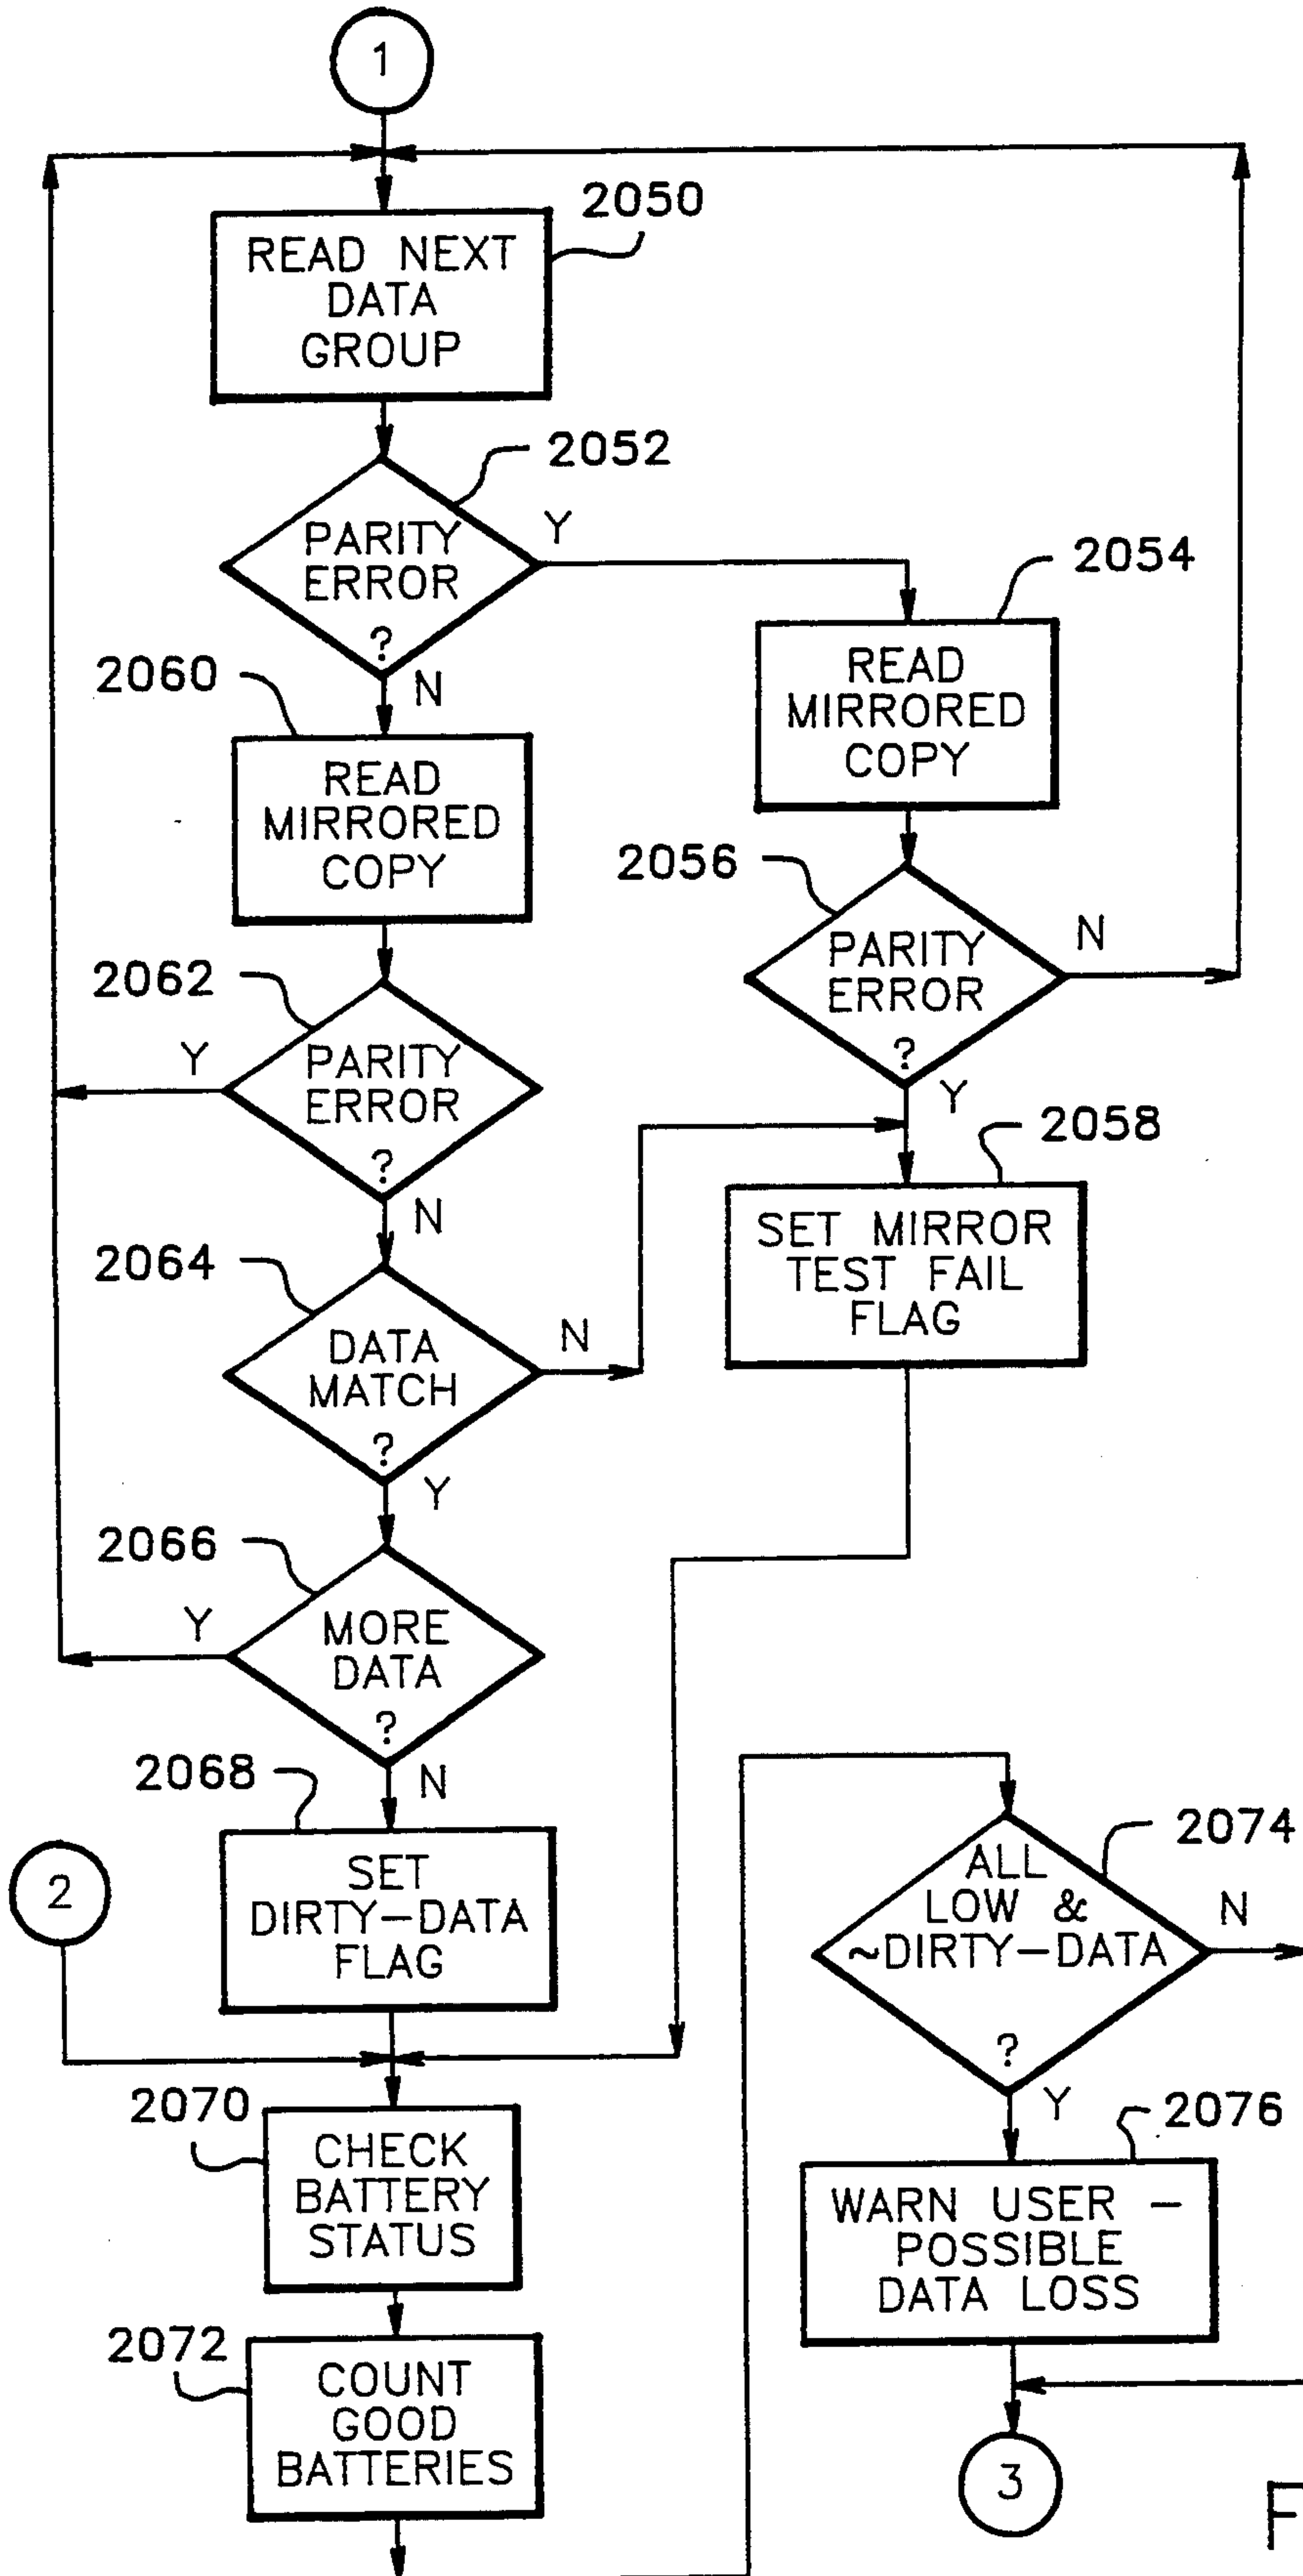 1
2050
READ NEXT
DATA
GROUP
2052
PARITY
ERROR
?
Y
N
2054
READ
MIRRORED
COPY
2060
READ
MIRRORED
COPY
2056
PARITY
ERROR
?
N
Y
2062
PARITY
ERROR
?
Y
N
2058
SET MIRROR
TEST FAIL
FLAG
2064
DATA
MATCH
?
N
Y
2066
MORE
DATA
?
Y
N
2068
SET
DIRTY-DATA
FLAG
2
2074
ALL
LOW &
~DIRTY-DATA
?
N
Y
2070
CHECK
BATTERY
STATUS
2076
WARN USER -
POSSIBLE
DATA LOSS
2072
COUNT
GOOD
BATTERIES
3
F